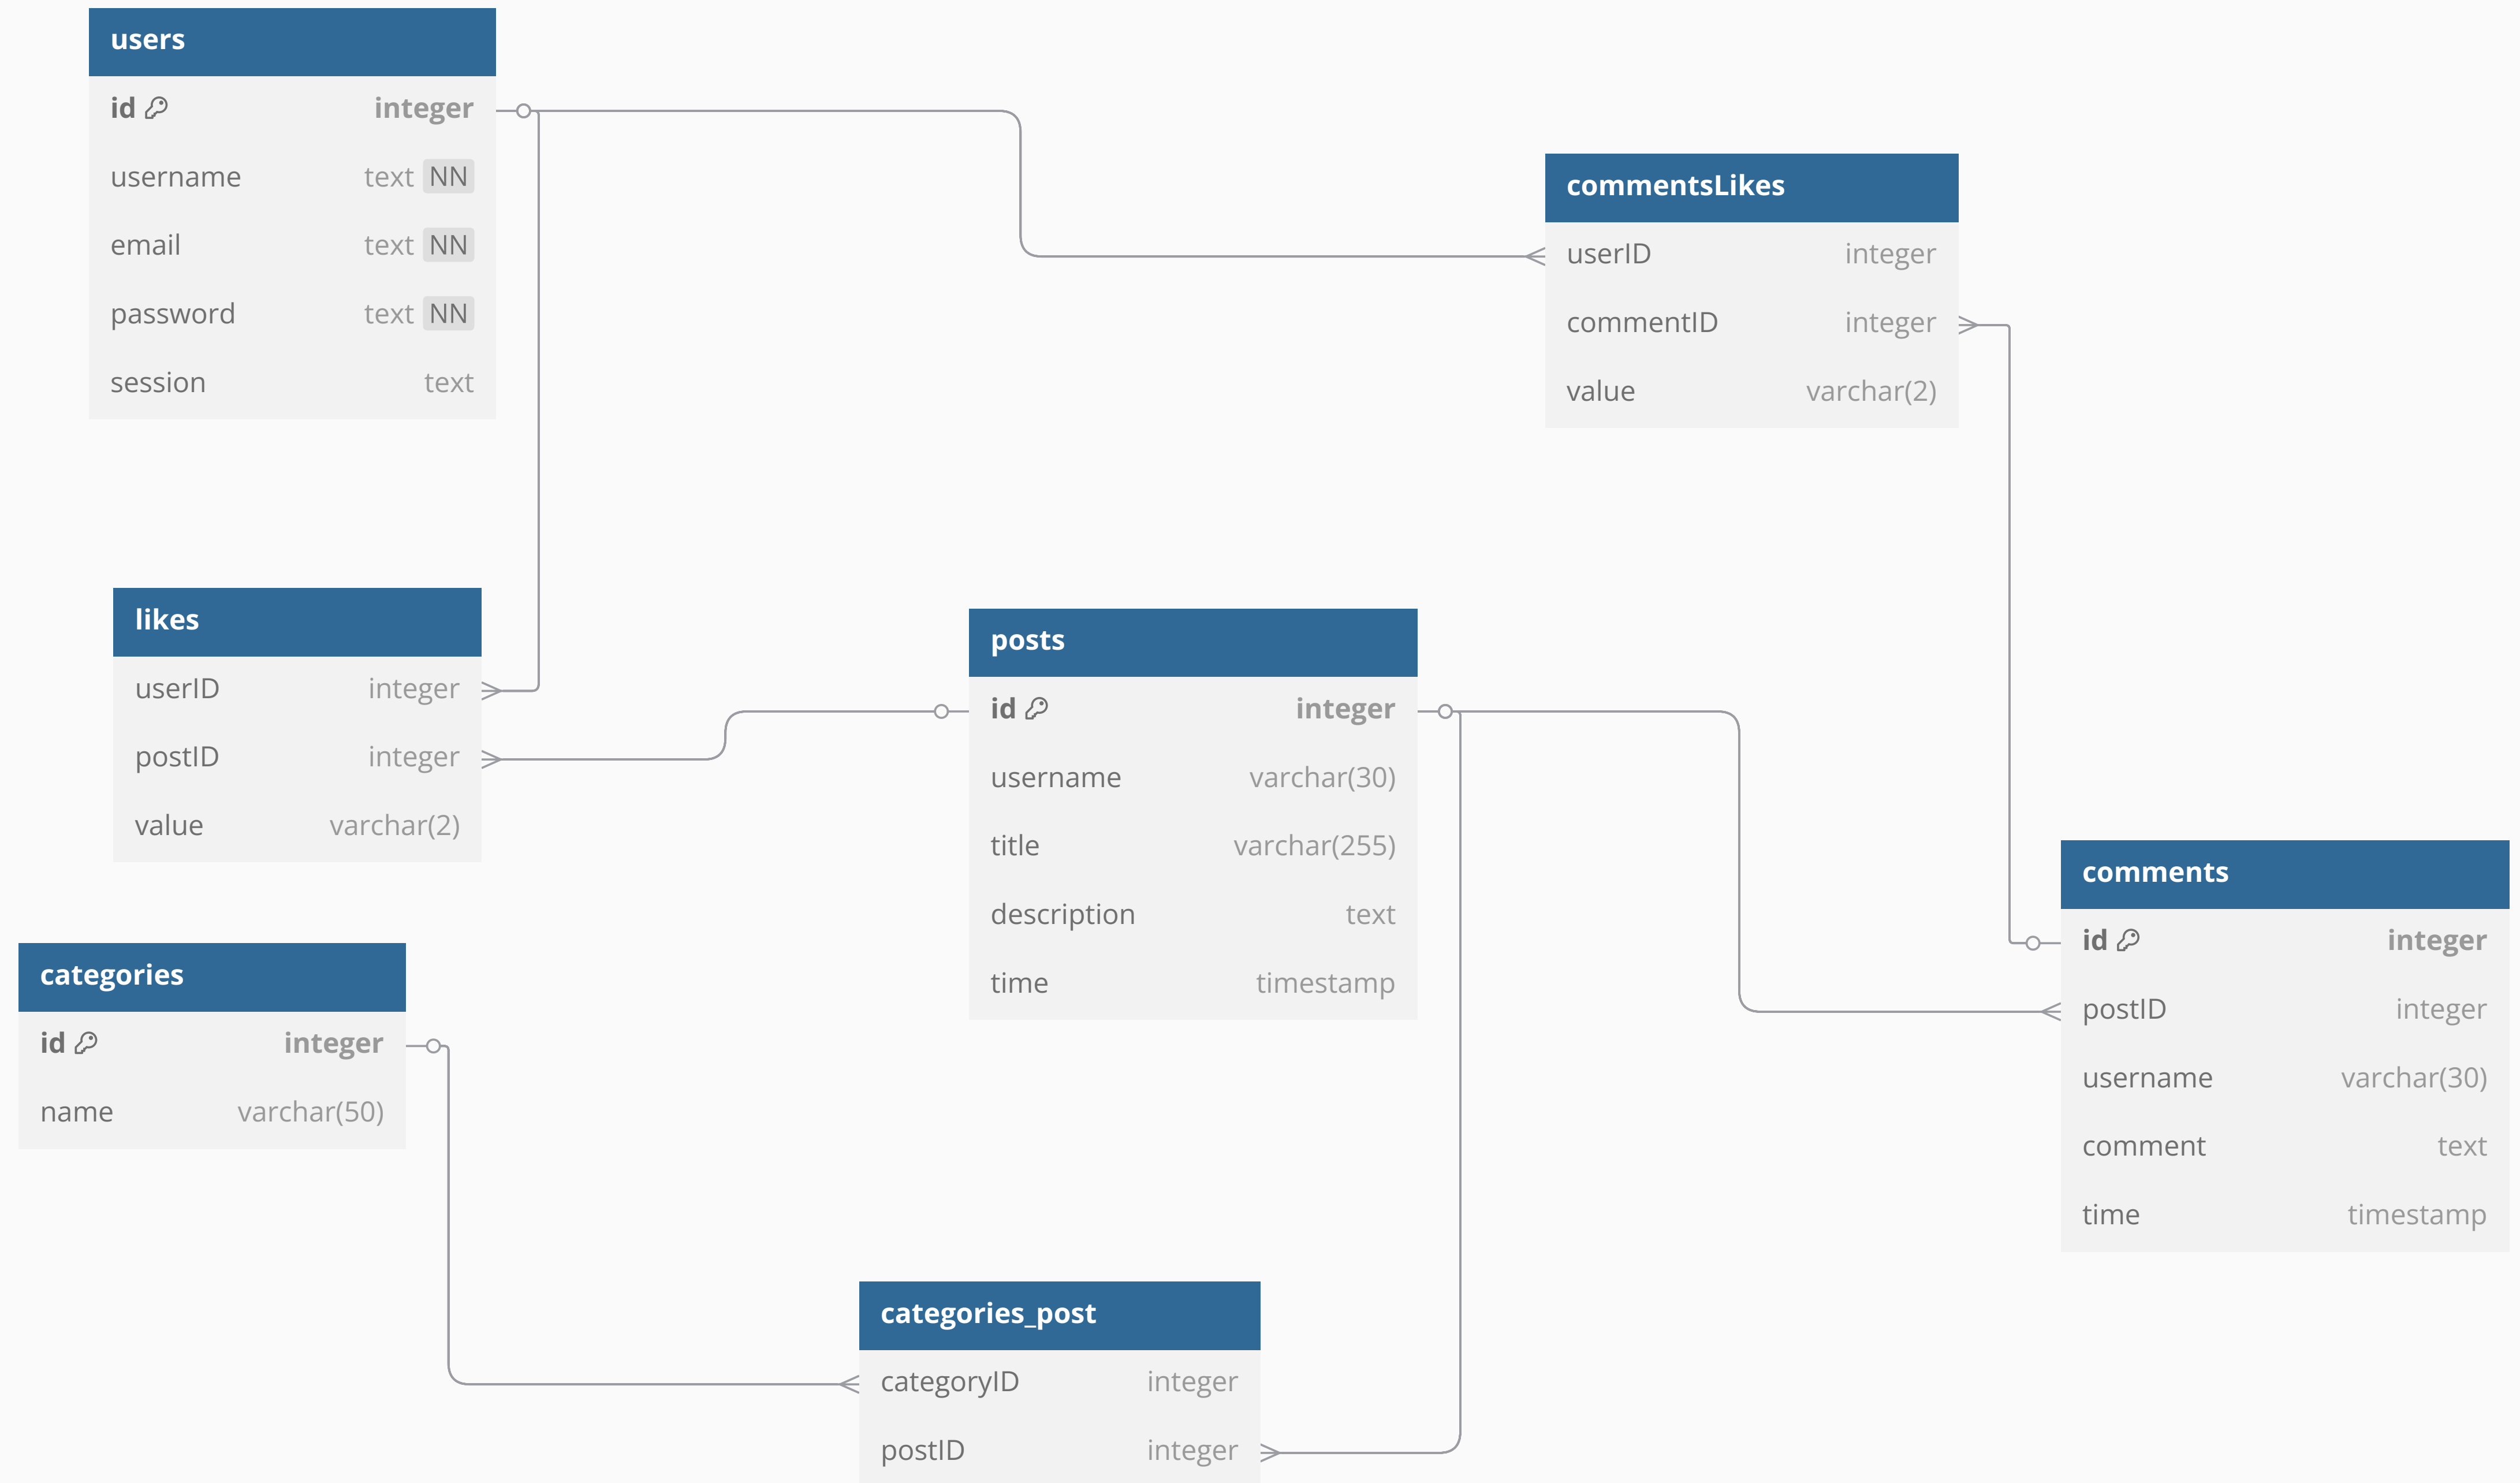 users
id integer
username text NN
email text NN
password text NN
session text
commentsLikes
userID integer
commentID integer
value varchar(2)
likes
userID integer
postID integer
value varchar(2)
posts
id integer
username varchar(30)
title varchar(255)
description text
time timestamp
comments
id integer
postID integer
username varchar(30)
comment text
time timestamp
categories
id integer
name varchar(50)
categories_post
categoryID integer
postID integer